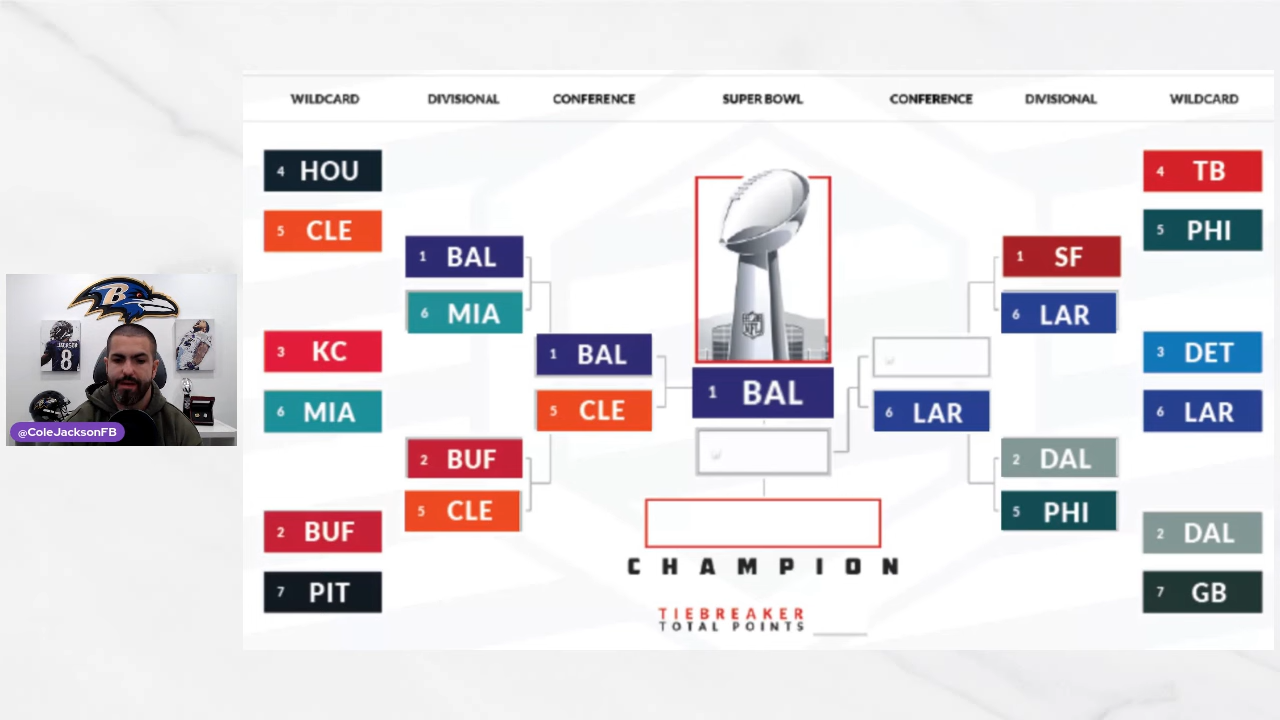 WILDCARD DIVISIONAL CONFERENCE SUPER BOWL CONFERENCE DIVISIONAL WILDCARD
4 HOU
5 CLE
3 KC
6 MIA
2 BUF
7 PIT
1 BAL
6 MIA
2 BUF
5 CLE
1 BAL
5 CLE
NFL
1 BAL
CHAMPION
TIEBREAKER
TOTAL POINTS
6 LAR
1 SF
6 LAR
2 DAL
5 PHI
4 TB
5 PHI
3 DET
6 LAR
2 DAL
7 GB
B
JACKSON
8
@ColeJacksonFB